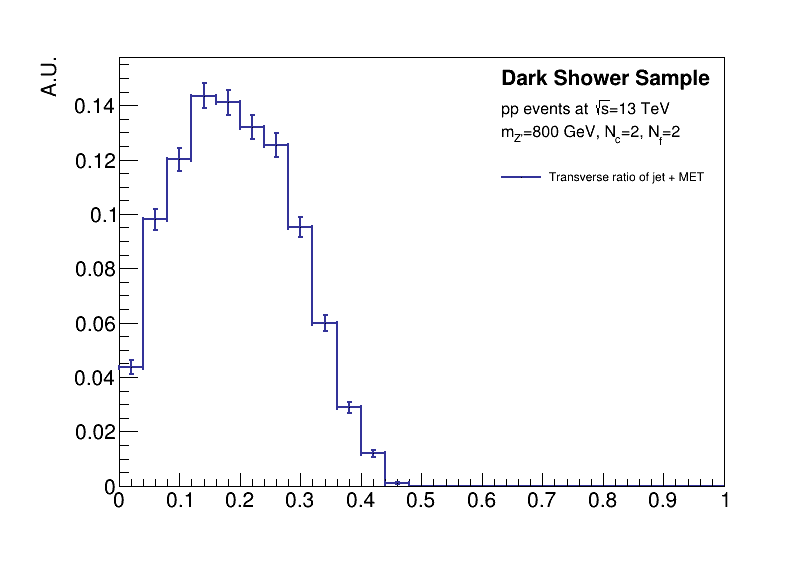 A.U.
Dark Shower Sample
pp events at √s=13 TeV
m_Z'=800 GeV, N_c=2, N_f=2
Transverse ratio of jet + MET
0.14
0.12
0.1
0.08
0.06
0.04
0.02
0
0 0.1 0.2 0.3 0.4 0.5 0.6 0.7 0.8 0.9 1